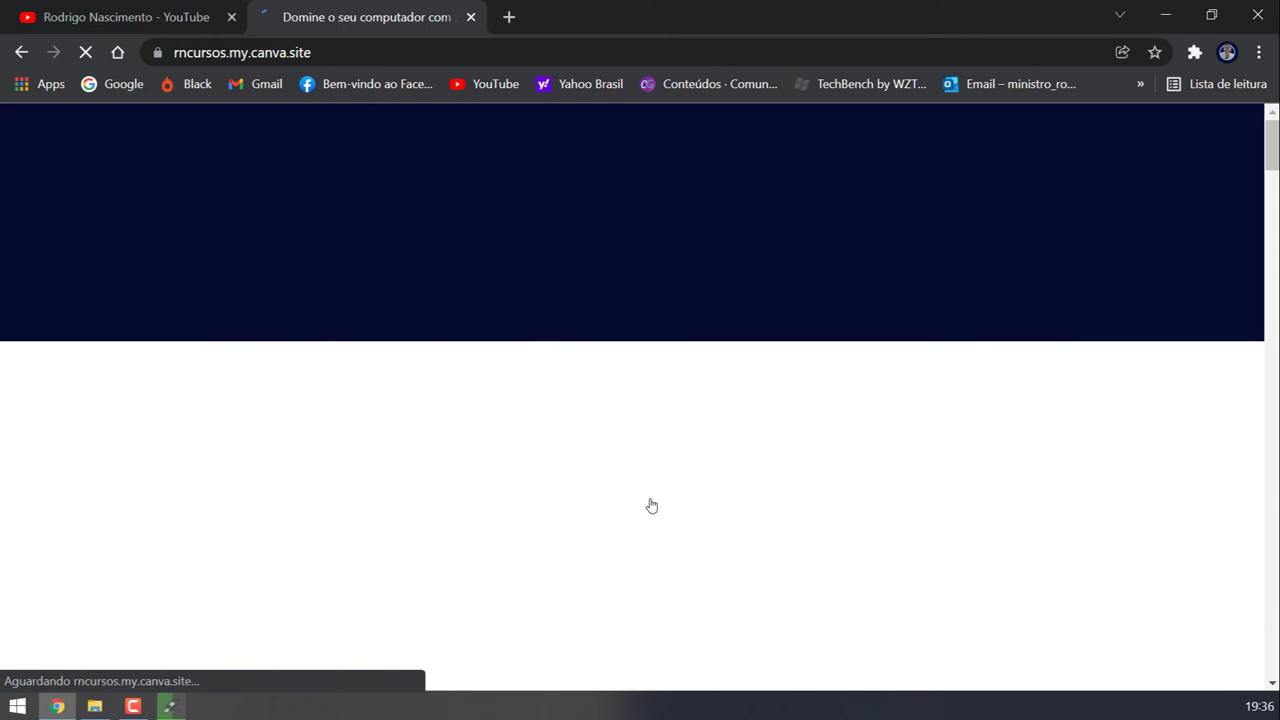 Rodrigo Nascimento - YouTube
Domine o seu computador com
rncursos.my.canva.site
Apps Google Black Gmail Bem-vindo ao Face... YouTube Yahoo Brasil Conteúdos · Comun... TechBench by WZT... Email – ministro_ro... » Lista de leitura
Aguardando rncursos.my.canva.site...
19:36